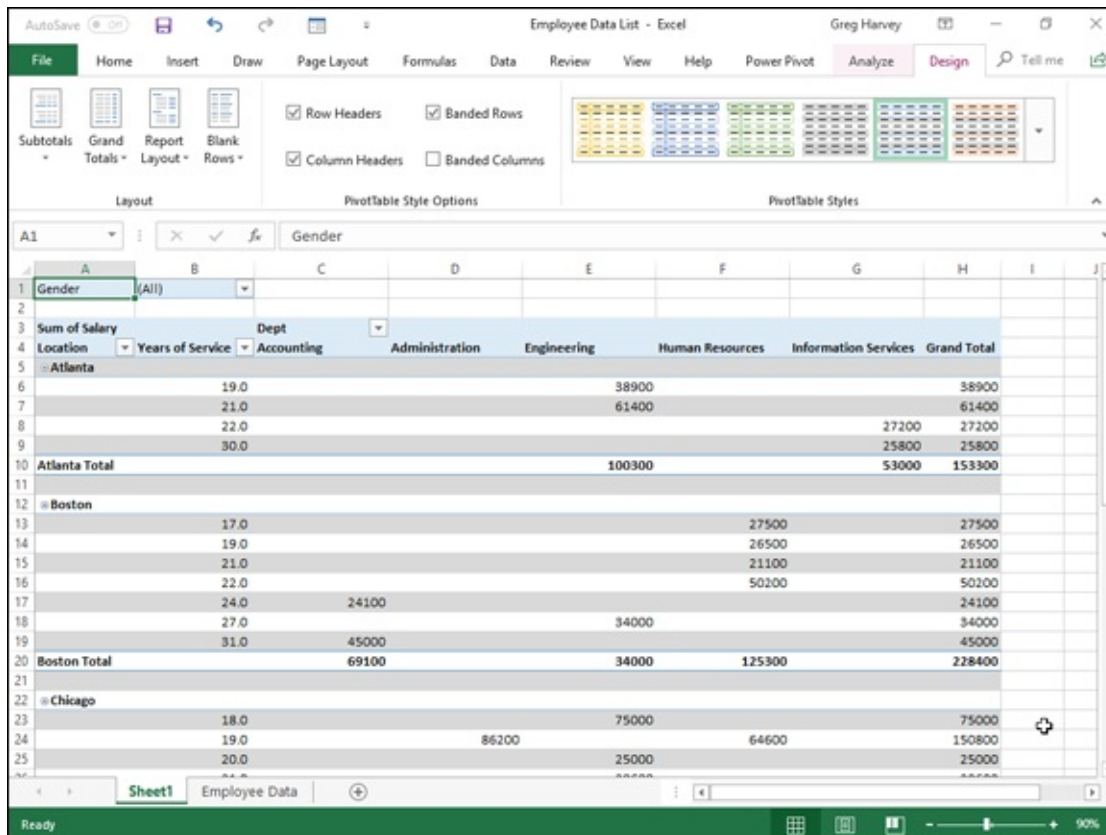 AutoSave Off Employee Data List - Excel Greg Harvey
File Home Insert Draw Page Layout Formulas Data Review View Help Power Pivot Analyze Design Tell me
Subtotals Grand Totals Report Layout Blank Rows
Row Headers Banded Rows
Column Headers Banded Columns
Layout PivotTable Style Options PivotTable Styles
A1 fx Gender
A B C D E F G H I J
1 Gender (All)
2
3 Sum of Salary Dept
4 Location Years of Service Accounting Administration Engineering Human Resources Information Services Grand Total
5 Atlanta
6 19.0 38900 38900
7 21.0 61400 61400
8 22.0 27200 27200
9 30.0 25800 25800
10 Atlanta Total 100300 53000 153300
11
12 Boston
13 17.0 27500 27500
14 19.0 26500 26500
15 21.0 21100 21100
16 22.0 50200 50200
17 24.0 24100 24100
18 27.0 34000 34000
19 31.0 45000 45000
20 Boston Total 69100 34000 125300 228400
21
22 Chicago
23 18.0 75000 75000
24 19.0 86200 64600 150800
25 20.0 25000 25000
Sheet1 Employee Data
Ready 90%